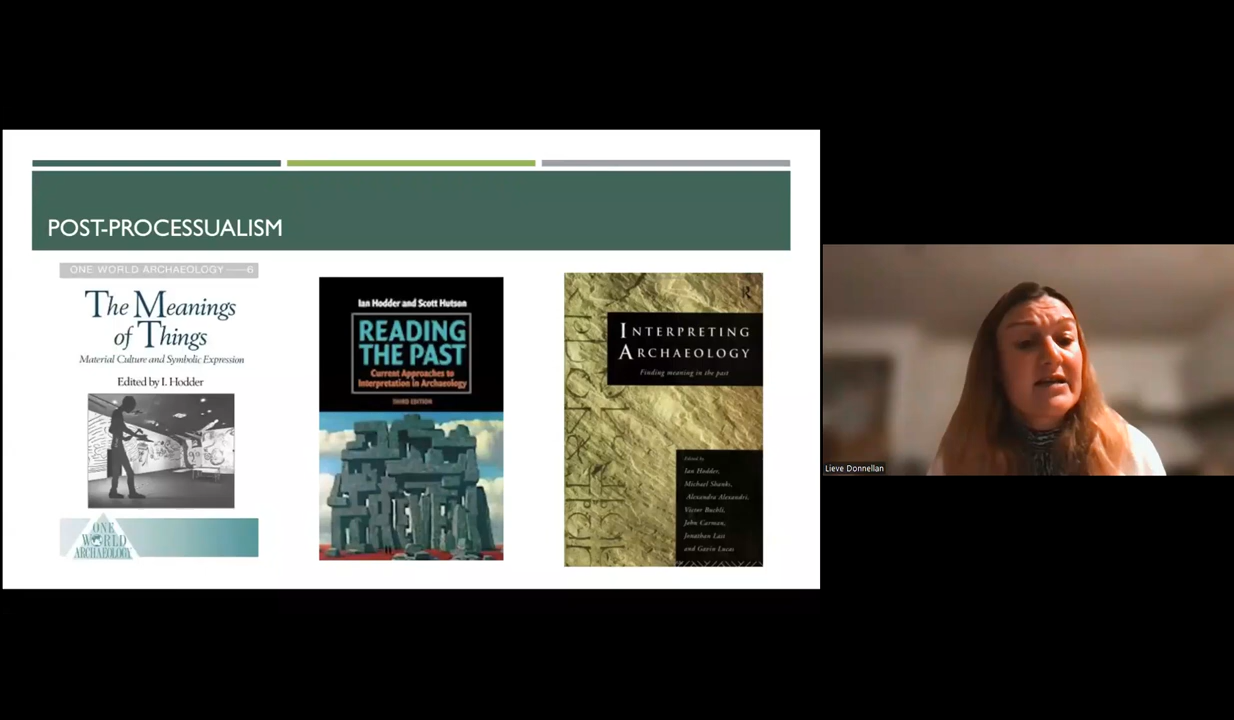 POST-PROCESSUALISM
ONE WORLD ARCHAEOLOGY — 6
The Meanings
of Things
Material Culture and Symbolic Expression
Edited by I. Hodder
ONE
WORLD
ARCHAEOLOGY
Ian Hodder and Scott Hutson
READING
THE PAST
Current Approaches to
Interpretation in Archaeology
THIRD EDITION
R
INTERPRETING
ARCHAEOLOGY
Finding meaning in the past
Edited by
Ian Hodder,
Michael Shanks,
Alexandra Alexandri,
Victor Buchli,
John Carman,
Jonathan Last
and Gavin Lucas
Lieve Donnellan